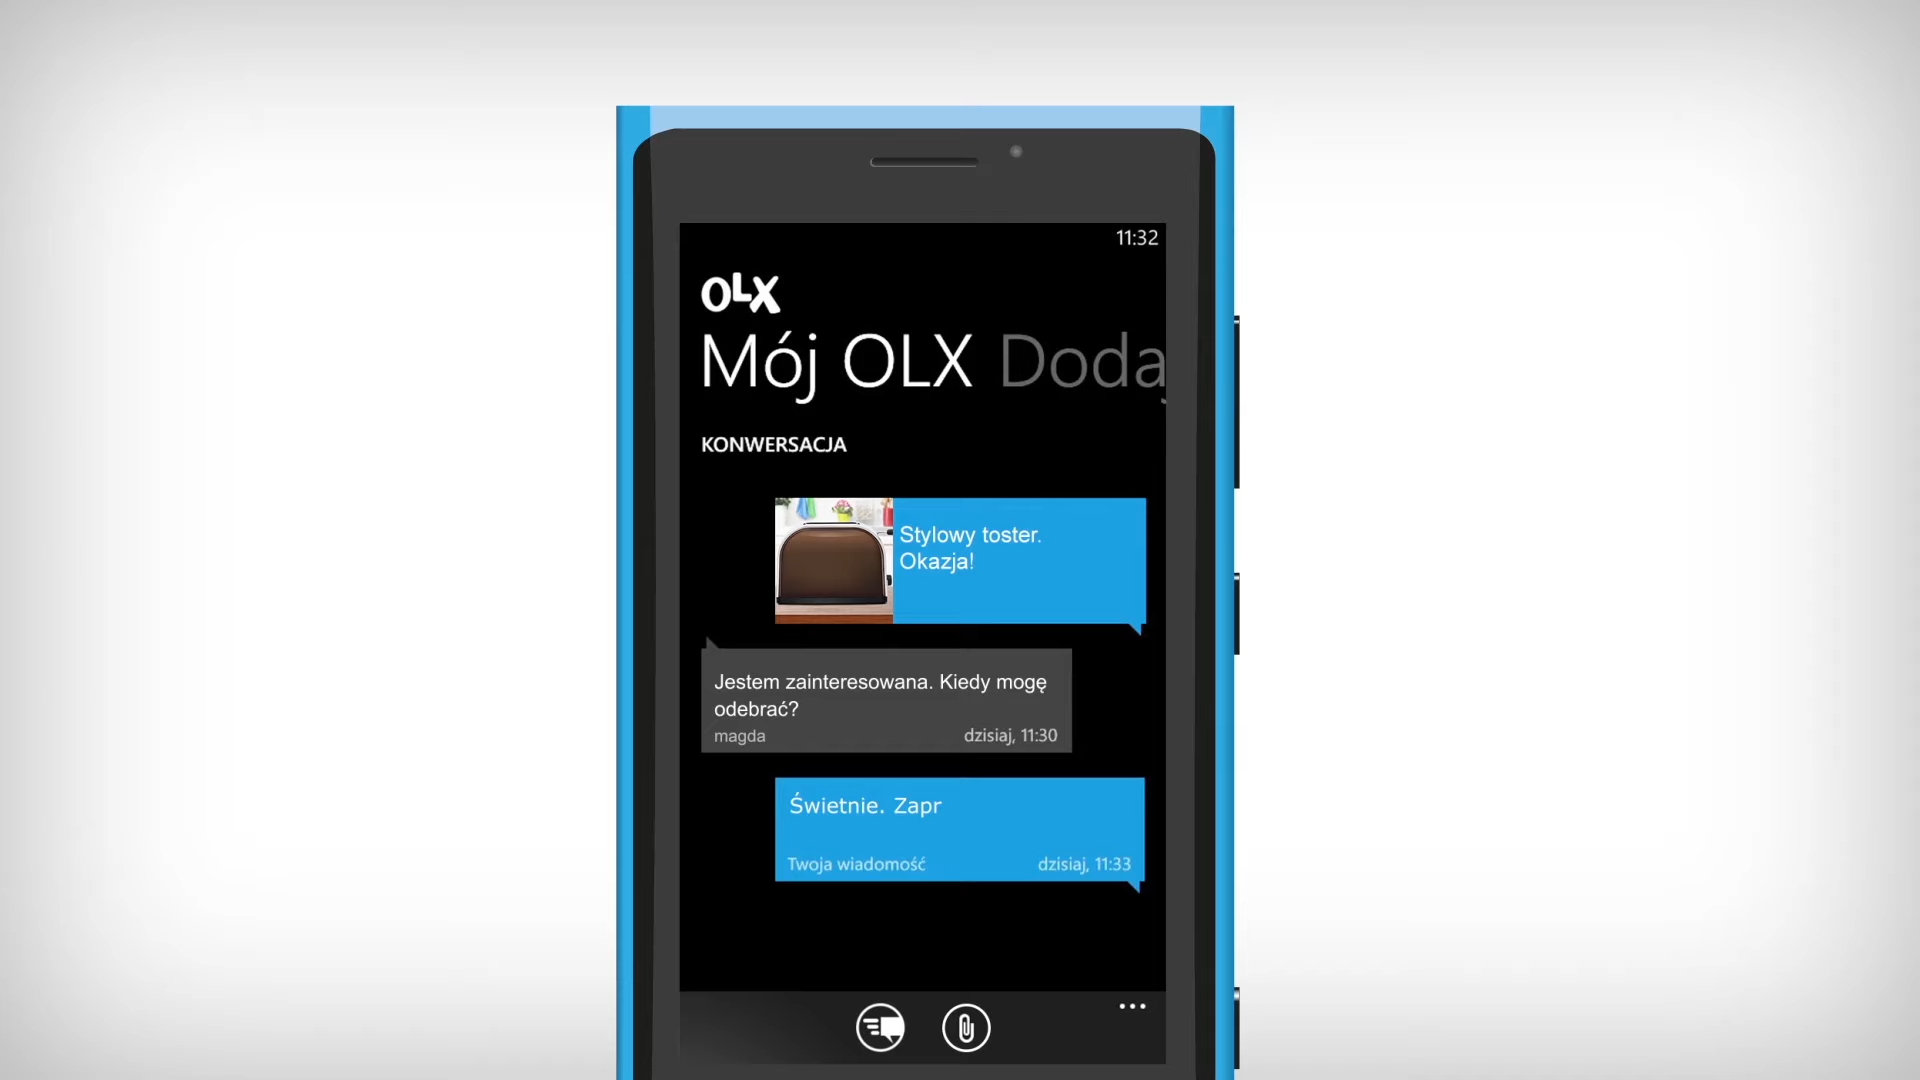 11:32
OLX
Mój OLX Doda
KONWERSACJA
Stylowy toster.
Okazja!
Jestem zainteresowana. Kiedy mogę
odebrać?
magda dzisiaj, 11:30
Świetnie. Zapr
Twoja wiadomość dzisiaj, 11:33